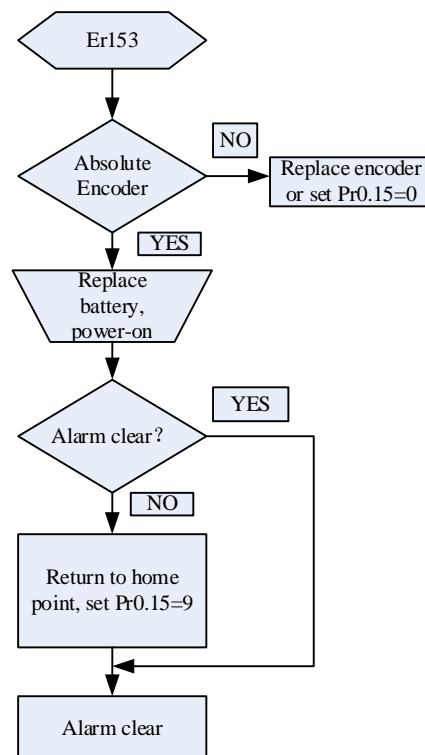 Er153
Absolute
Encoder
NO
Replace encoder
or set Pr0.15=0
YES
Replace
battery,
power-on
Alarm clear?
YES
NO
Return to home
point, set Pr0.15=9
Alarm clear